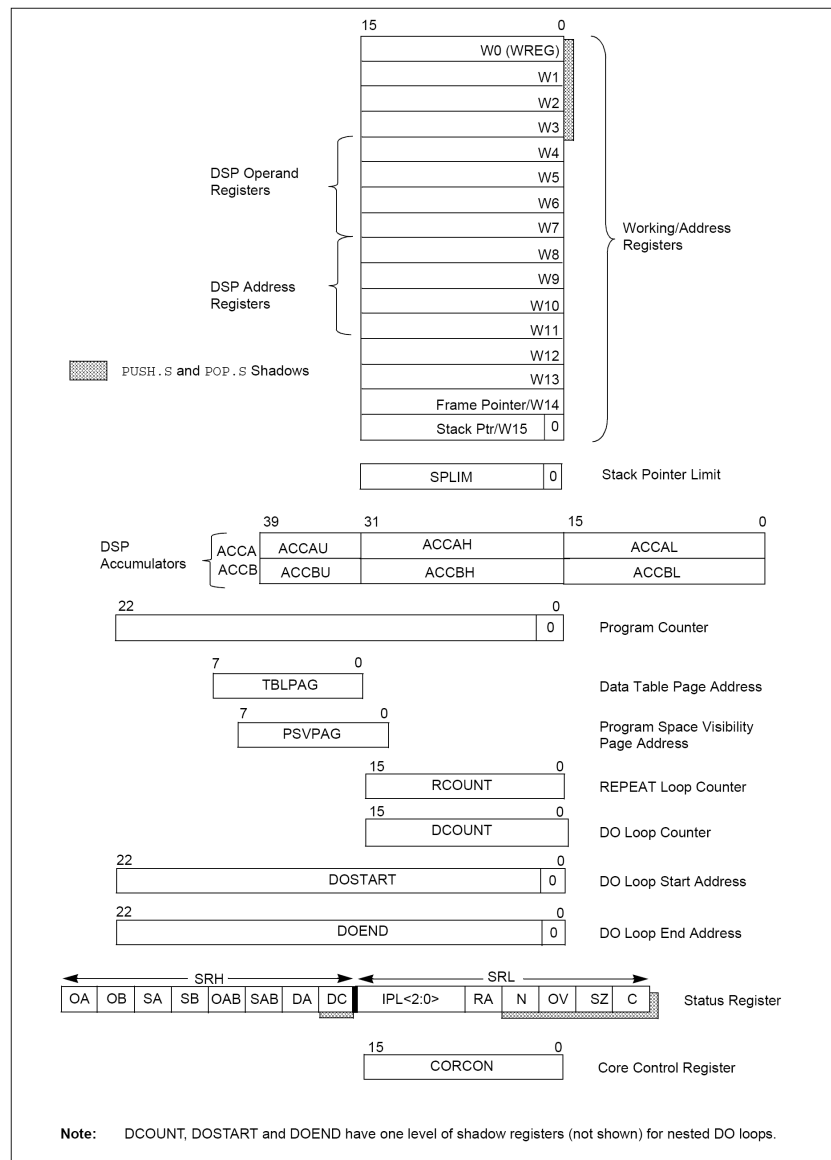 15 0
W0 (WREG)
W1
W2
W3
W4
DSP Operand
Registers
W5
W6
W7
Working/Address
Registers
W8
DSP Address
Registers
W9
W10
W11
W12
PUSH.S and POP.S Shadows
W13
Frame Pointer/W14
Stack Ptr/W15 0
SPLIM 0 Stack Pointer Limit
39 31 15 0
DSP
Accumulators
ACCA ACCAU ACCAH ACCAL
ACCB ACCBU ACCBH ACCBL
22 0
0 Program Counter
7 0
TBLPAG Data Table Page Address
7 0
PSVPAG Program Space Visibility
Page Address
15 0
RCOUNT REPEAT Loop Counter
15 0
DCOUNT DO Loop Counter
22 0
DOSTART 0 DO Loop Start Address
22 0
DOEND 0 DO Loop End Address
SRH SRL
OA OB SA SB OAB SAB DA DC IPL<2:0> RA N OV SZ C Status Register
15 0
CORCON Core Control Register
Note: DCOUNT, DOSTART and DOEND have one level of shadow registers (not shown) for nested DO loops.